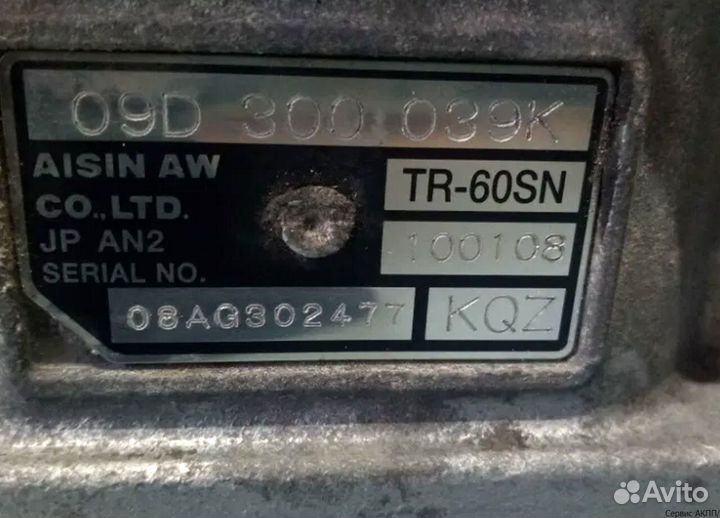 09D 300 039K
AISIN AW
CO.,LTD.
TR-60SN
JP AN2
100108
SERIAL NO.
08AG302477
KQZ
Avito
Сервис АКПП/